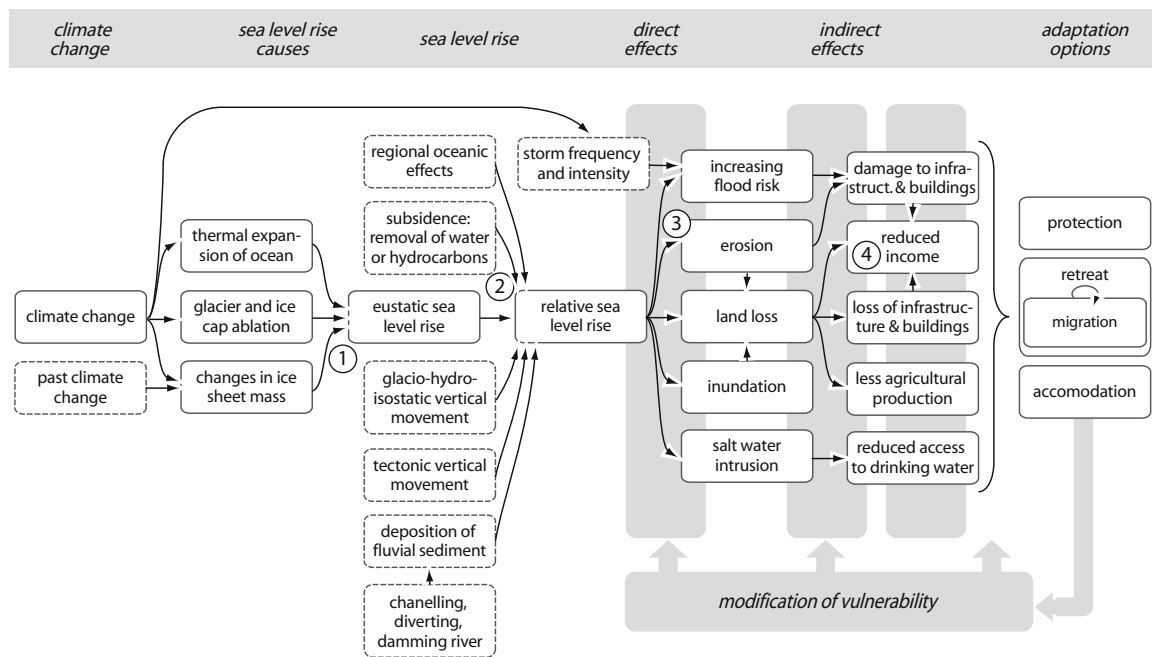 climate
change
sea level rise
causes
sea level rise
direct
effects
indirect
effects
adaptation
options
climate change
past climate
change
thermal expan-
sion of ocean
glacier and ice
cap ablation
changes in ice
sheet mass
1
regional oceanic
effects
subsidence:
removal of water
or hydrocarbons
eustatic sea
level rise
glacio-hydro-
isostatic vertical
movement
tectonic vertical
movement
deposition of
fluvial sediment
chanelling,
diverting,
damming river
storm frequency
and intensity
2
relative sea
level rise
increasing
flood risk
3
erosion
land loss
inundation
salt water
intrusion
damage to infra-
struct. & buildings
4
reduced
income
loss of infrastruc-
ture & buildings
less agricultural
production
reduced access
to drinking water
protection
retreat
migration
accomodation
modification of vulnerability